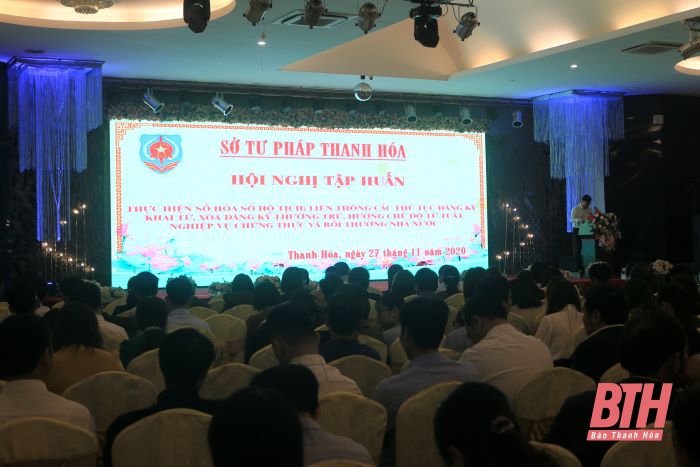 SỞ TƯ PHÁP THANH HÓA
HỘI NGHỊ TẬP HUẤN
THỰC HIỆN SỐ HÓA SỔ HỘ TỊCH; LIÊN THÔNG CÁC THỦ TỤC ĐĂNG KÝ
KHAI TỬ, XÓA ĐĂNG KÝ THƯỜNG TRÚ, HƯỞNG CHẾ ĐỘ TỬ TUẤT
NGHIỆP VỤ CHỨNG THỰC VÀ BỒI THƯỜNG NHÀ NƯỚC
Thanh Hóa, ngày 27 tháng 11 năm 2020
BTH
Báo Thanh Hóa